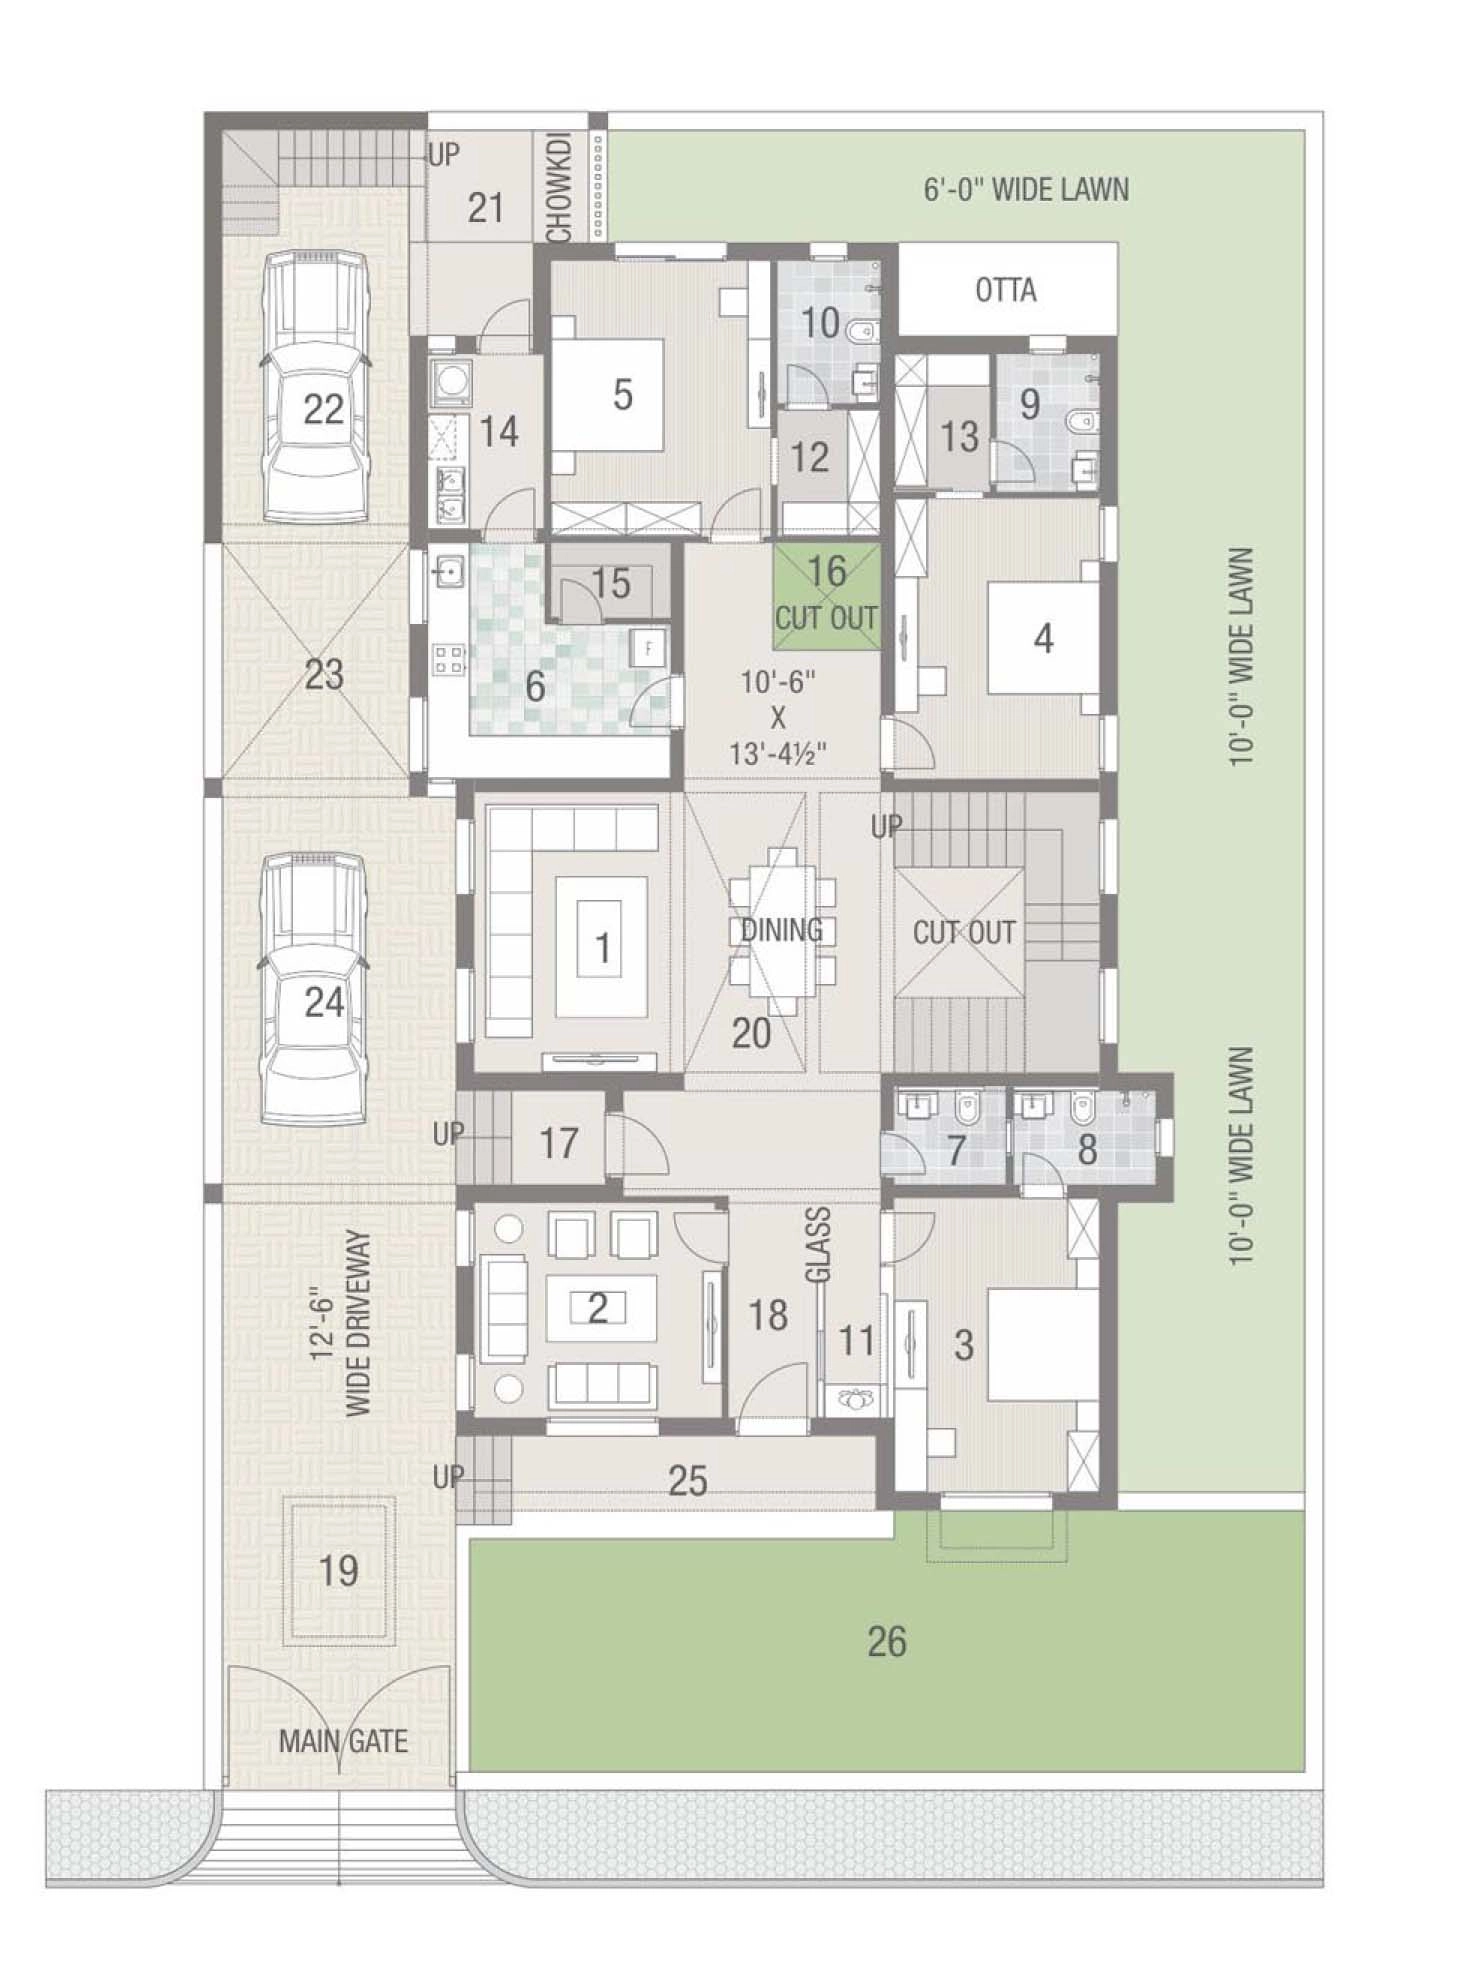 UP
21
CHOWKDI
6'-0" WIDE LAWN
OTTA
22
5
10
9
14
12
13
15
16
CUT OUT
4
23
6
10'-6"
X
13'-4½"
10'-0" WIDE LAWN
UP
1
DINING
CUT OUT
24
20
UP
17
7
8
10'-0" WIDE LAWN
12'-6"
WIDE DRIVEWAY
2
18
GLASS
11
3
UP
25
19
26
MAIN GATE
F